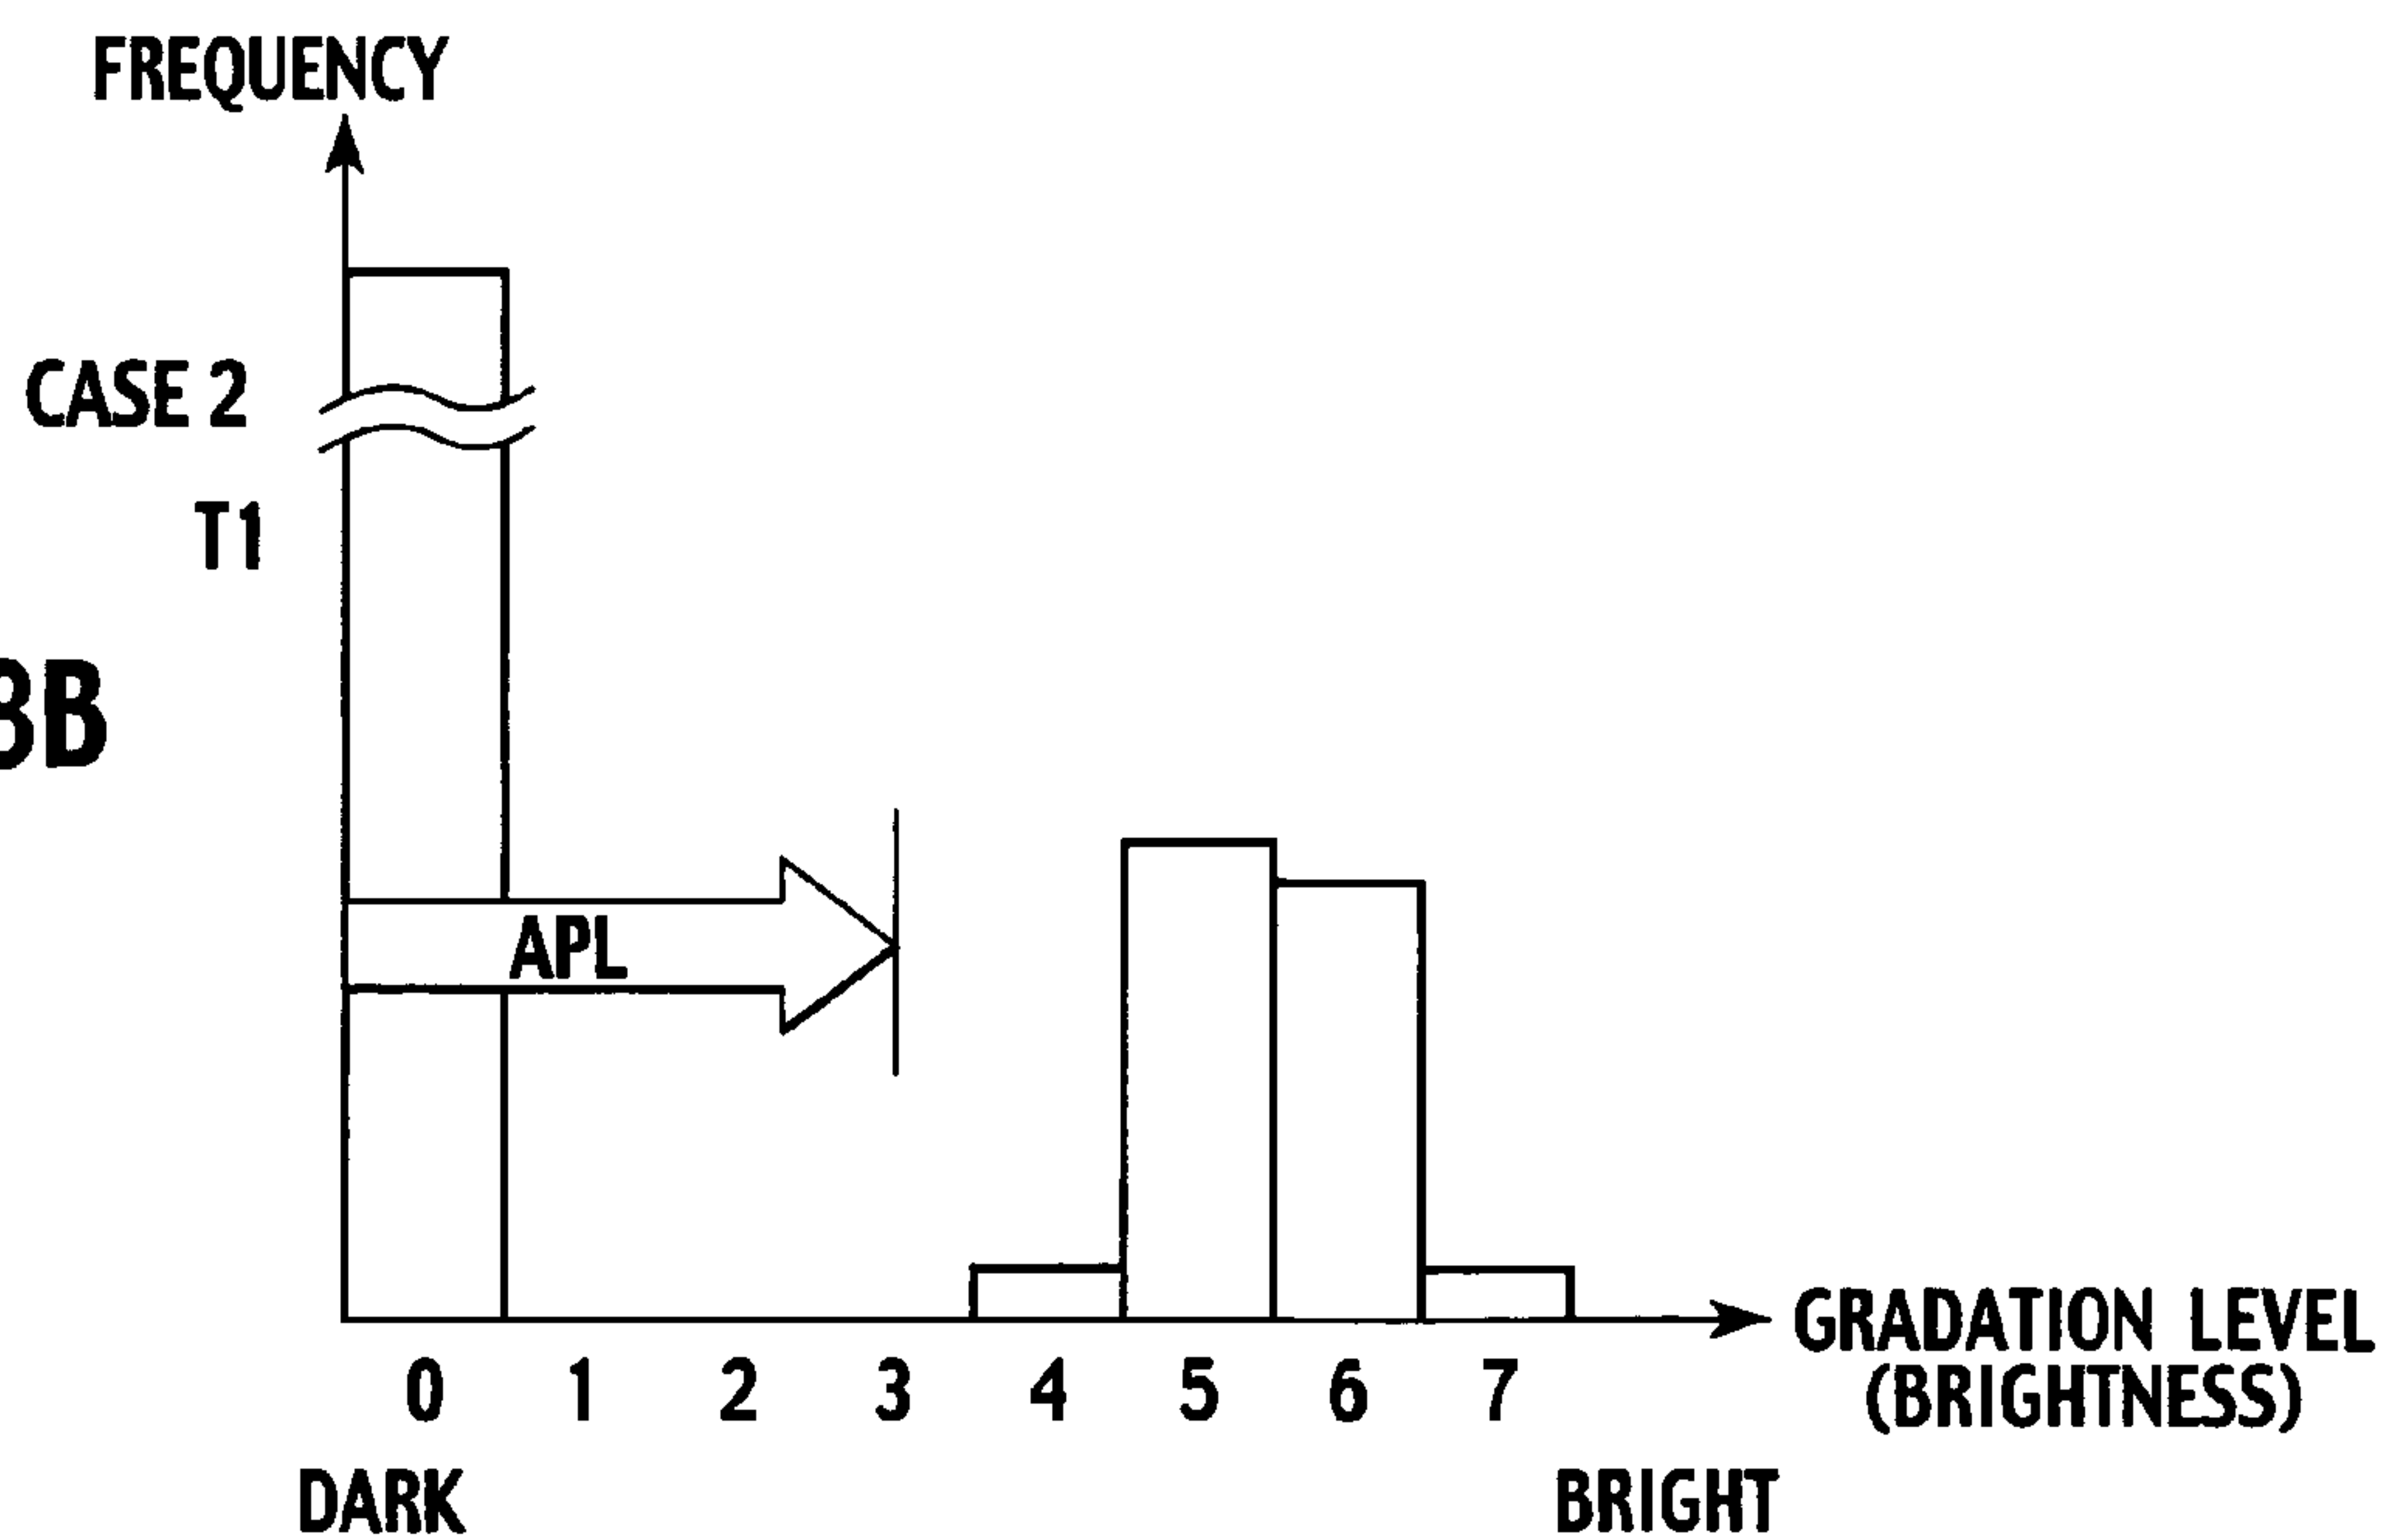 FREQUENCY
CASE 2
T1
3B
APL
GRADATION LEVEL
(BRIGHTNESS)
0 1 2 3 4 5 6 7
DARK BRIGHT